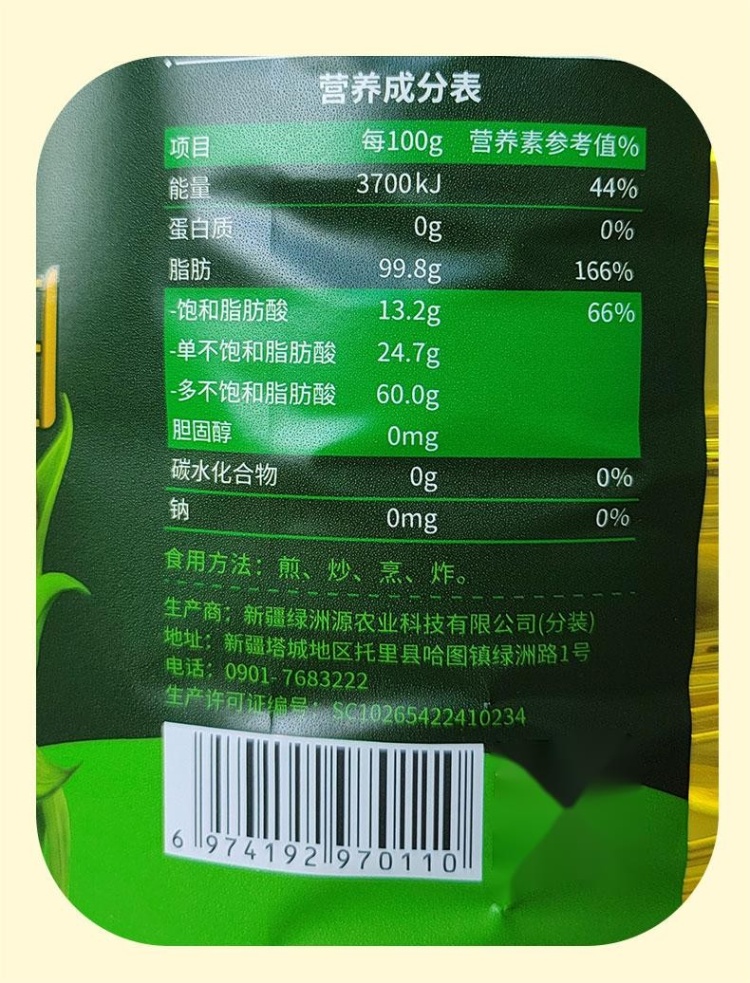 营养成分表
项目 每100g 营养素参考值%
能量 3700kJ 44%
蛋白质 0g 0%
脂肪 99.8g 166%
-饱和脂肪酸 13.2g 66%
-单不饱和脂肪酸 24.7g
-多不饱和脂肪酸 60.0g
胆固醇 0mg
碳水化合物 0g 0%
钠 0mg 0%
食用方法：煎、炒、烹、炸。
生产商：新疆绿洲源农业科技有限公司(分装)
地址：新疆塔城地区托里县哈图镇绿洲路1号
电话：0901-7683222
生产许可证编号：SC10265422410234
6 974192 970110